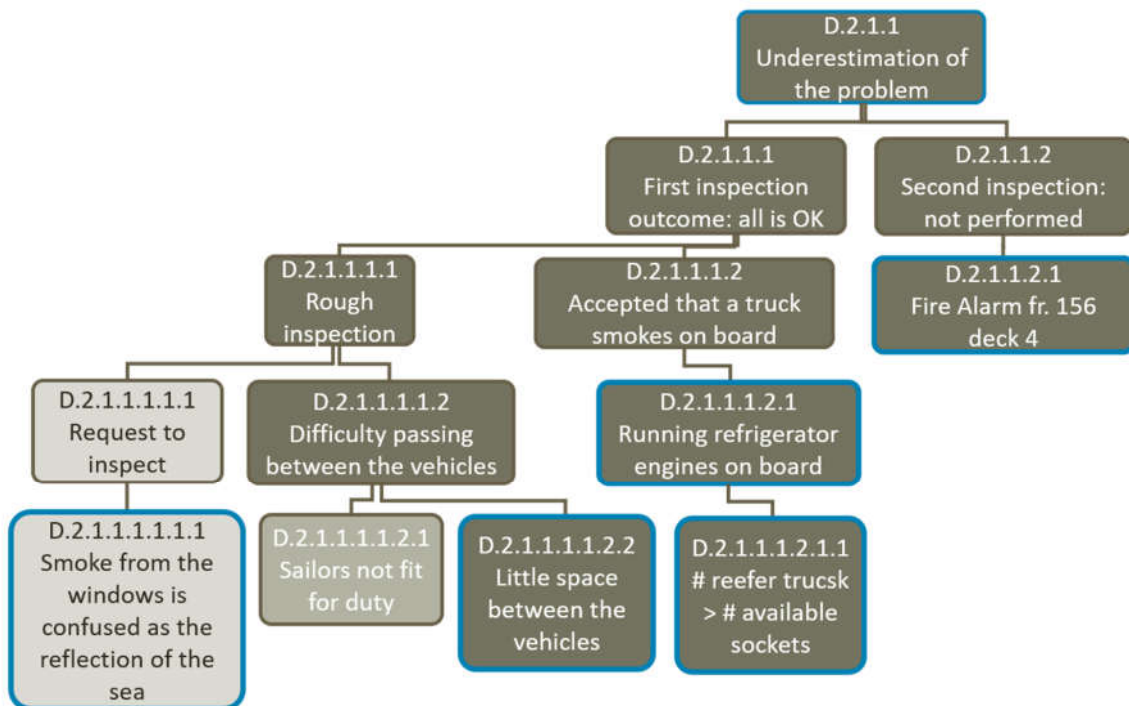 D.2.1.1
Underestimation of
the problem
D.2.1.1.1
First inspection
outcome: all is OK
D.2.1.1.2
Second inspection:
not performed
D.2.1.1.1.1
Rough
inspection
D.2.1.1.1.2
Accepted that a truck
smokes on board
D.2.1.1.2.1
Fire Alarm fr. 156
deck 4
D.2.1.1.1.1.1
Request to
inspect
D.2.1.1.1.1.2
Difficulty passing
between the vehicles
D.2.1.1.1.2.1
Running refrigerator
engines on board
D.2.1.1.1.1.1.1
Smoke from the
windows is
confused as the
reflection of the
sea
D.2.1.1.1.1.2.1
Sailors not fit
for duty
D.2.1.1.1.1.2.2
Little space
between the
vehicles
D.2.1.1.1.2.1.1
# reefer trucsk
> # available
sockets